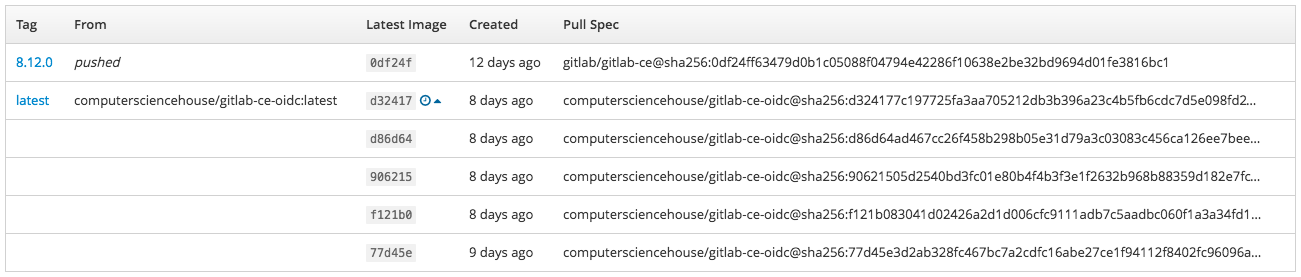 Tag From Latest Image Created Pull Spec
8.12.0 pushed 0df24f 12 days ago gitlab/gitlab-ce@sha256:0df24ff63479d0b1c05088f04794e42286f10638e2be32bd9694d01fe3816bc1
latest computersciencehouse/gitlab-ce-oidc:latest d32417 8 days ago computersciencehouse/gitlab-ce-oidc@sha256:d324177c197725fa3aa705212db3b396a23c4b5fb6cdc7d5e098fd2...
d86d64 8 days ago computersciencehouse/gitlab-ce-oidc@sha256:d86d64ad467cc26f458b298b05e31d79a3c03083c456ca126ee7bee...
906215 8 days ago computersciencehouse/gitlab-ce-oidc@sha256:90621505d2540bd3fc01e80b4f4b3f3e1f2632b968b88359d182e7fc...
f121b0 8 days ago computersciencehouse/gitlab-ce-oidc@sha256:f121b083041d02426a2d1d006cfc9111adb7c5aadbc060f1a3a34fd1...
77d45e 9 days ago computersciencehouse/gitlab-ce-oidc@sha256:77d45e3d2ab328fc467bc7a2cdfc16abe27ce1f94112f8402fc96096a...